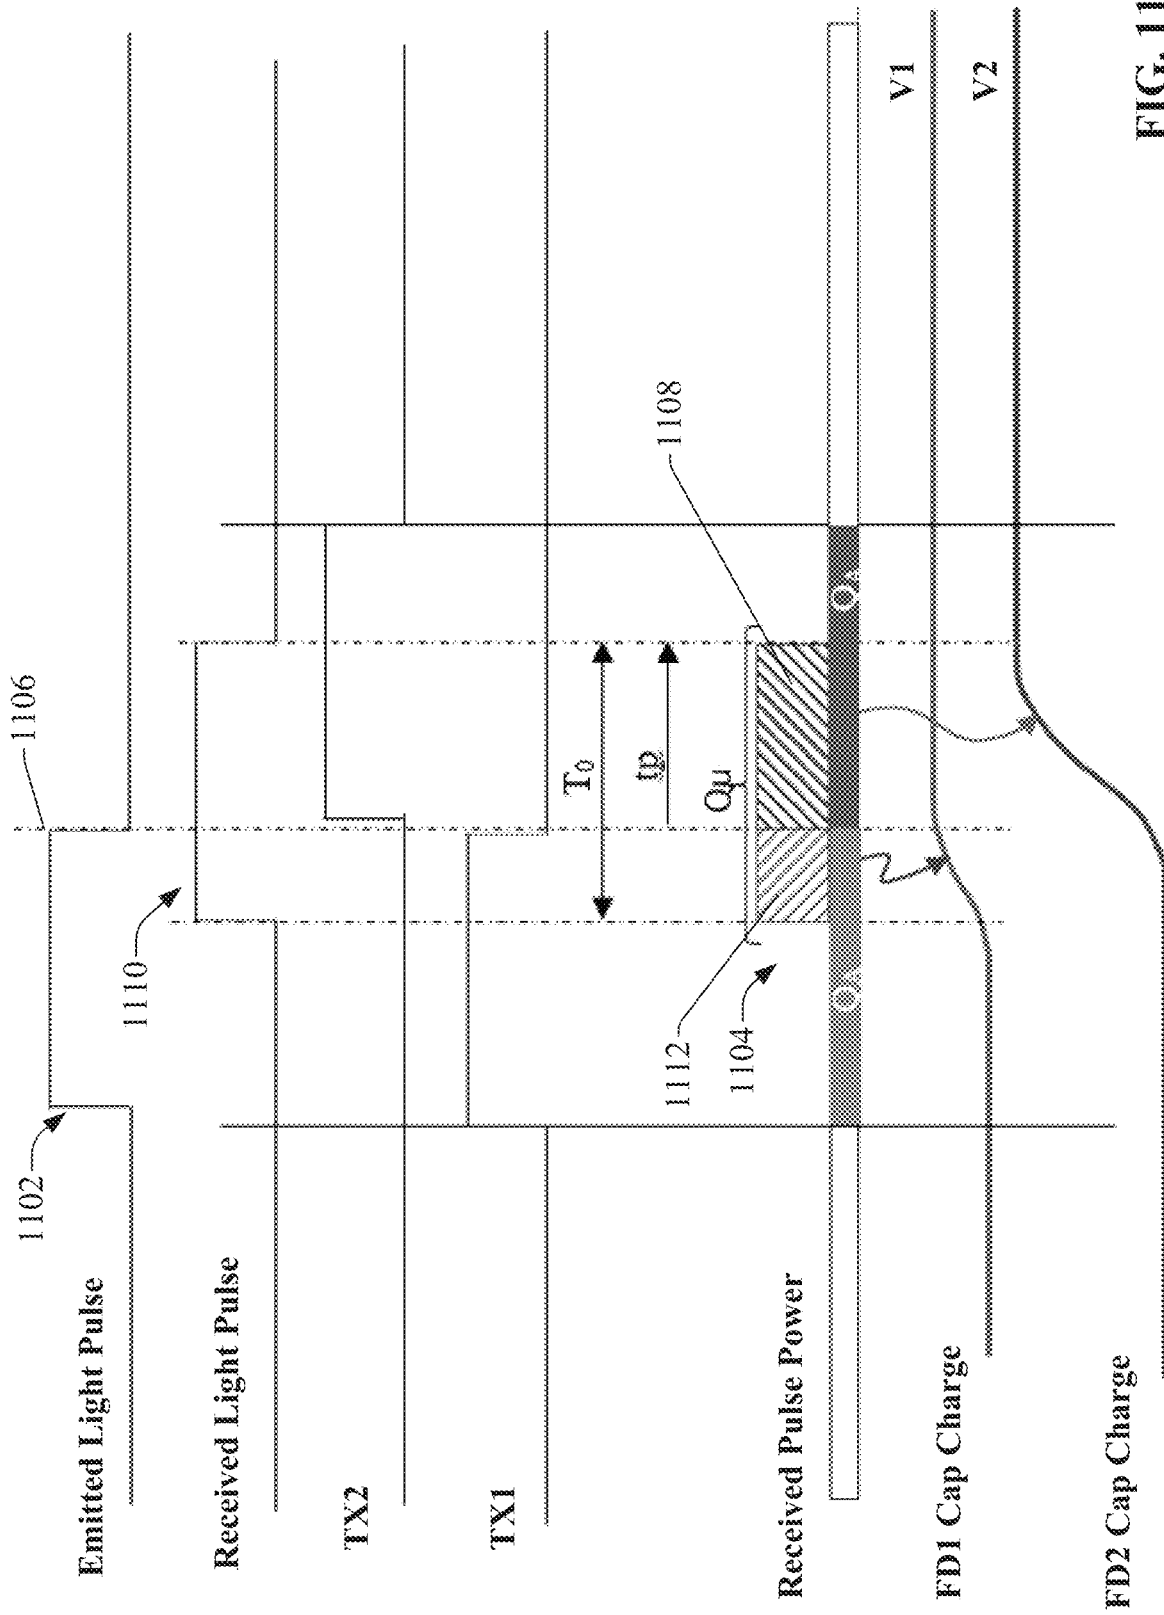 1102
1106
Emitted Light Pulse
1110
Received Light Pulse
TX2
TX1
T0
tp
Qμ
1108
1112
1104
Received Pulse Power
V1
FD1 Cap Charge
V2
FD2 Cap Charge